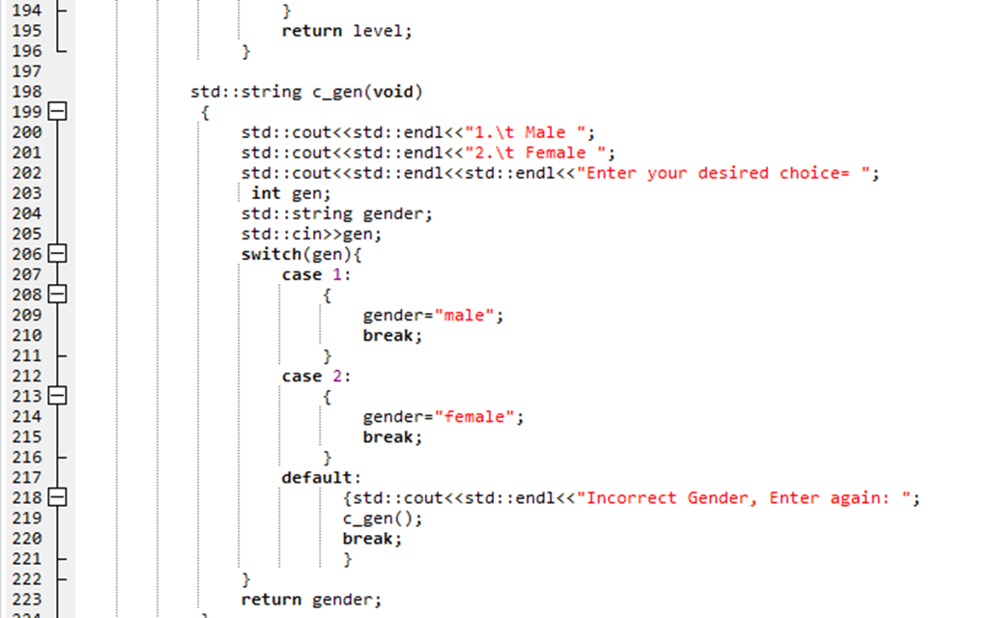 194 }
195 return level;
196 }
197
198 std::string c_gen(void)
199 {
200 std::cout<<std::endl<<"1.\t Male ";
201 std::cout<<std::endl<<"2.\t Female ";
202 std::cout<<std::endl<<std::endl<<"Enter your desired choice= ";
203 int gen;
204 std::string gender;
205 std::cin>>gen;
206 switch(gen){
207 case 1:
208 {
209 gender="male";
210 break;
211 }
212 case 2:
213 {
214 gender="female";
215 break;
216 }
217 default:
218 {std::cout<<std::endl<<"Incorrect Gender, Enter again: ";
219 c_gen();
220 break;
221 }
222 }
223 return gender;